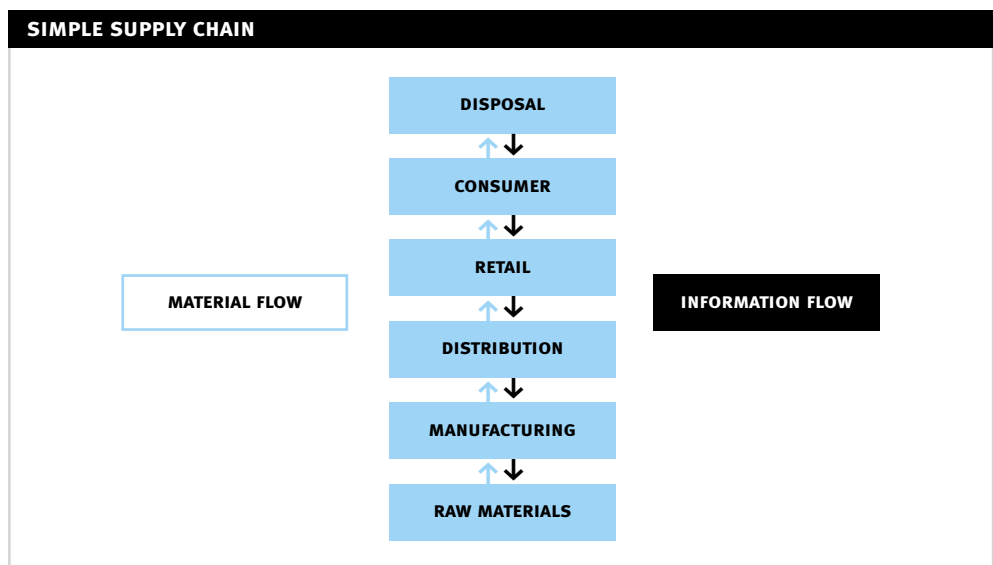 SIMPLE SUPPLY CHAIN
DISPOSAL
CONSUMER
RETAIL
MATERIAL FLOW
INFORMATION FLOW
DISTRIBUTION
MANUFACTURING
RAW MATERIALS